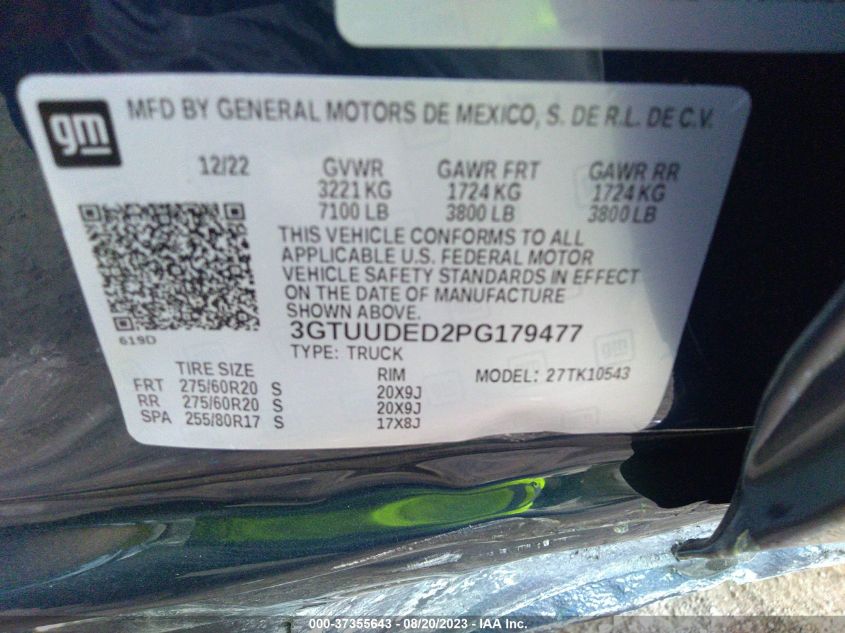 gm
MFD BY GENERAL MOTORS DE MEXICO, S. DE R.L. DE C.V.
12/22 GVWR GAWR FRT GAWR RR
3221 KG 1724 KG 1724 KG
7100 LB 3800 LB 3800 LB
THIS VEHICLE CONFORMS TO ALL
APPLICABLE U.S. FEDERAL MOTOR
VEHICLE SAFETY STANDARDS IN EFFECT
ON THE DATE OF MANUFACTURE
SHOWN ABOVE.
619D
3GTUUDED2PG179477
TYPE: TRUCK
TIRE SIZE RIM MODEL: 27TK10543
FRT 275/60R20 S 20X9J
RR 275/60R20 S 20X9J
SPA 255/80R17 S 17X8J
000-37355643 - 08/20/2023 - IAA Inc.